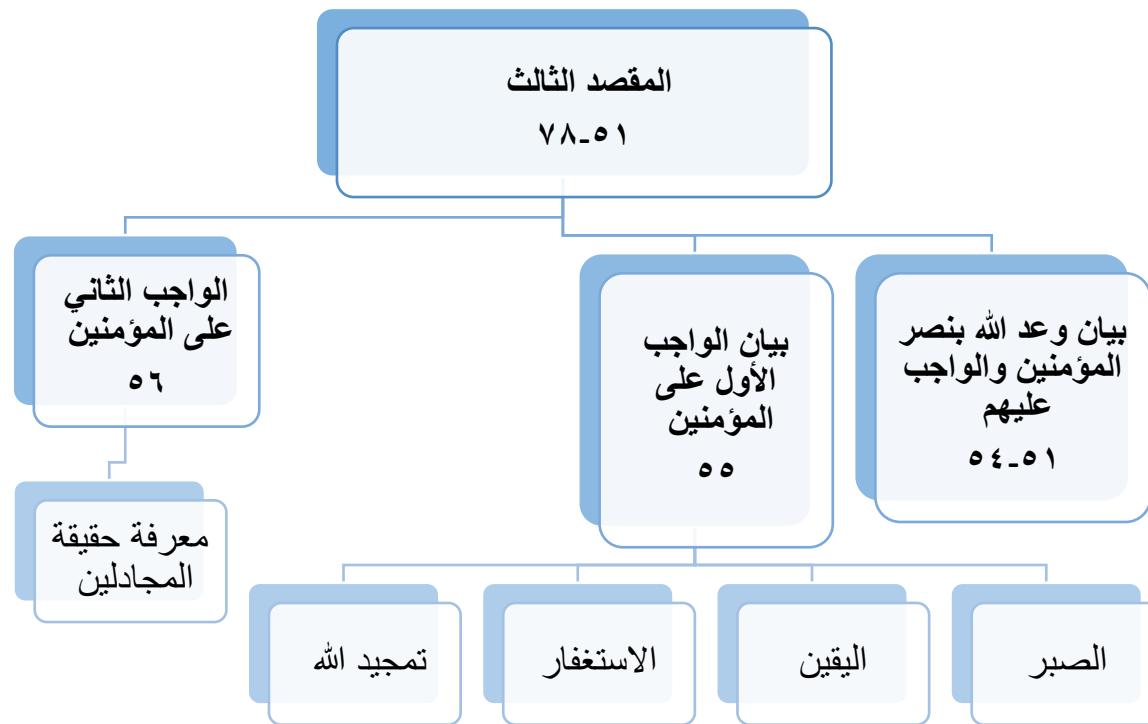 المقصد الثالث
٥١-٧٨
بيان وعد الله بنصر
المؤمنين والواجب
عليهم
٥١-٥٤
بيان الواجب
الأول على
المؤمنين
٥٥
الواجب الثاني
على المؤمنين
٥٦
الصبر
اليقين
الاستغفار
تمجيد الله
معرفة حقيقة
المجادلين